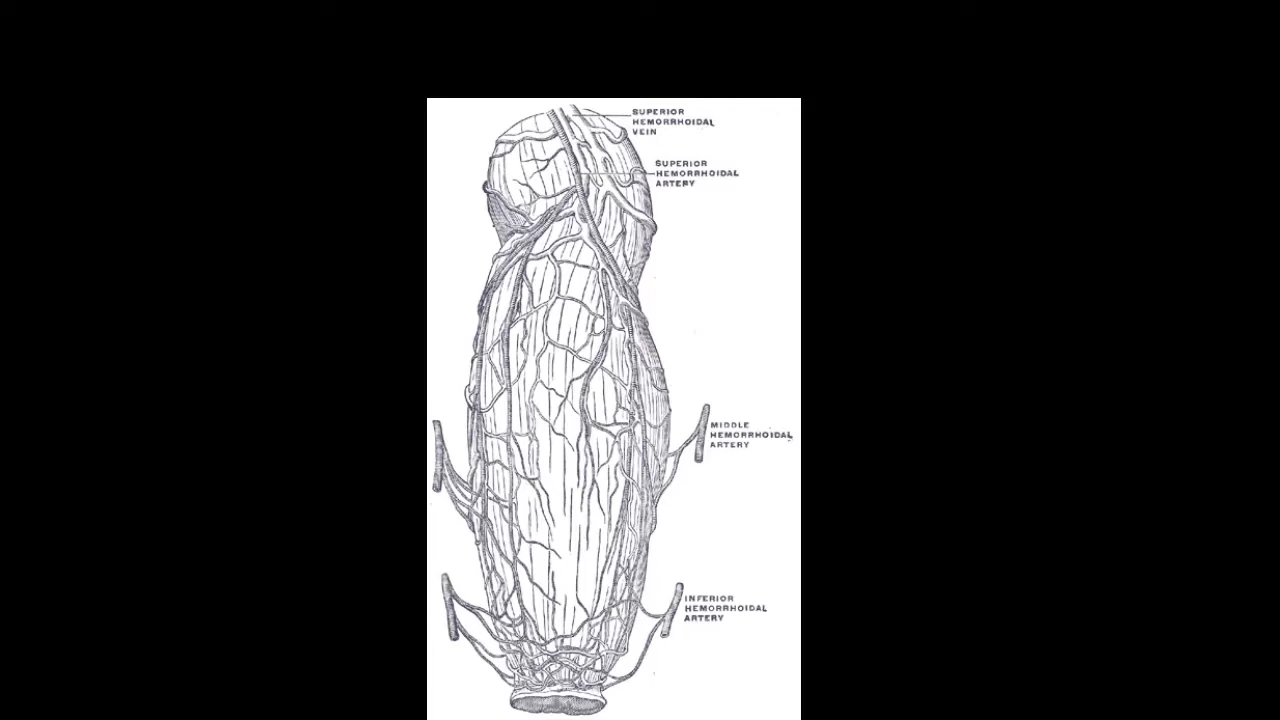 SUPERIOR
HEMORRHOIDAL
VEIN
SUPERIOR
HEMORRHOIDAL
ARTERY
MIDDLE
HEMORRHOIDAL
ARTERY
INFERIOR
HEMORRHOIDAL
ARTERY